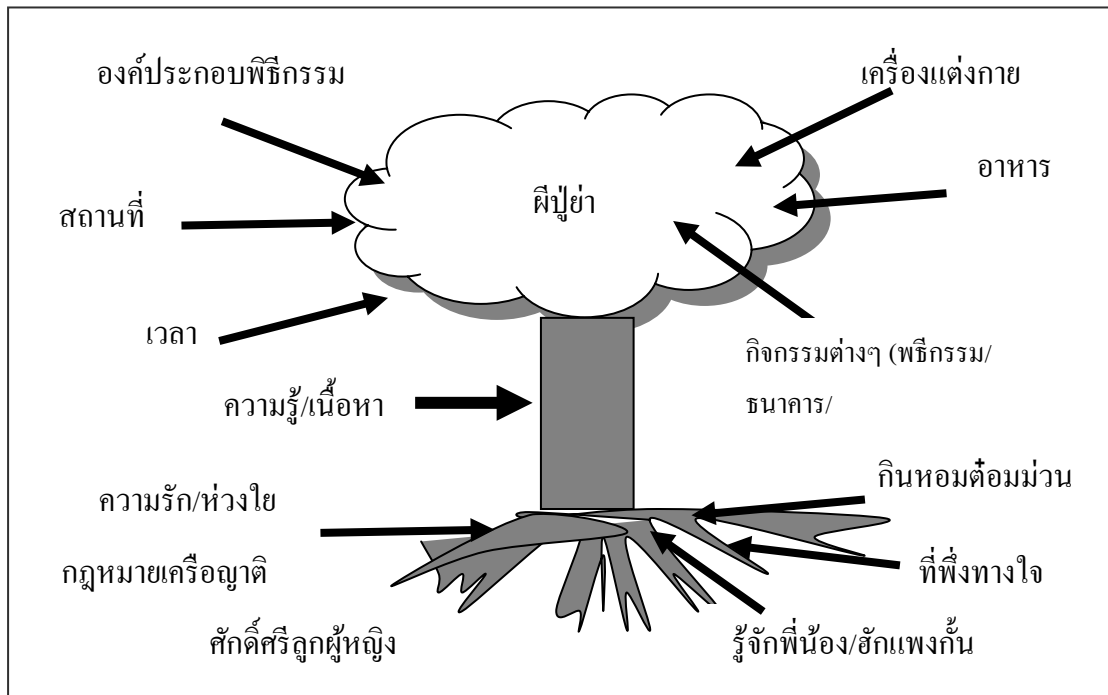 องค์ประกอบพิธีกรรม
เครื่องแต่งกาย
อาหาร
สถานที่
ผีปู่ย่า
เวลา
กิจกรรมต่างๆ (พธีกรรม/
ธนาคาร/
ความรู้/เนื้อหา
กินหอมต๋อมม่วน
ความรัก/ห่วงใย
กฎหมายเครือญาติ
ที่พึ่งทางใจ
ศักดิ์ศรีลูกผู้หญิง
รู้จักพี่น้อง/ฮักแพงกั้น